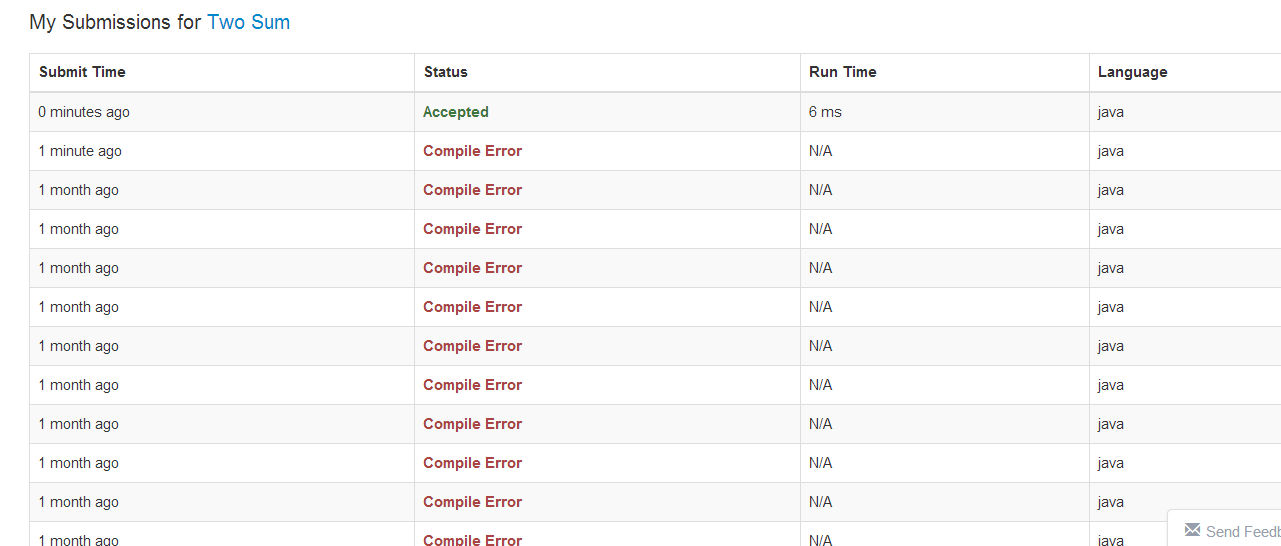 My Submissions for Two Sum
Submit Time Status Run Time Language
0 minutes ago Accepted 6 ms java
1 minute ago Compile Error N/A java
1 month ago Compile Error N/A java
1 month ago Compile Error N/A java
1 month ago Compile Error N/A java
1 month ago Compile Error N/A java
1 month ago Compile Error N/A java
1 month ago Compile Error N/A java
1 month ago Compile Error N/A java
1 month ago Compile Error N/A java
1 month ago Compile Error N/A java
1 month ago Compile Error N/A java
Send Feedb